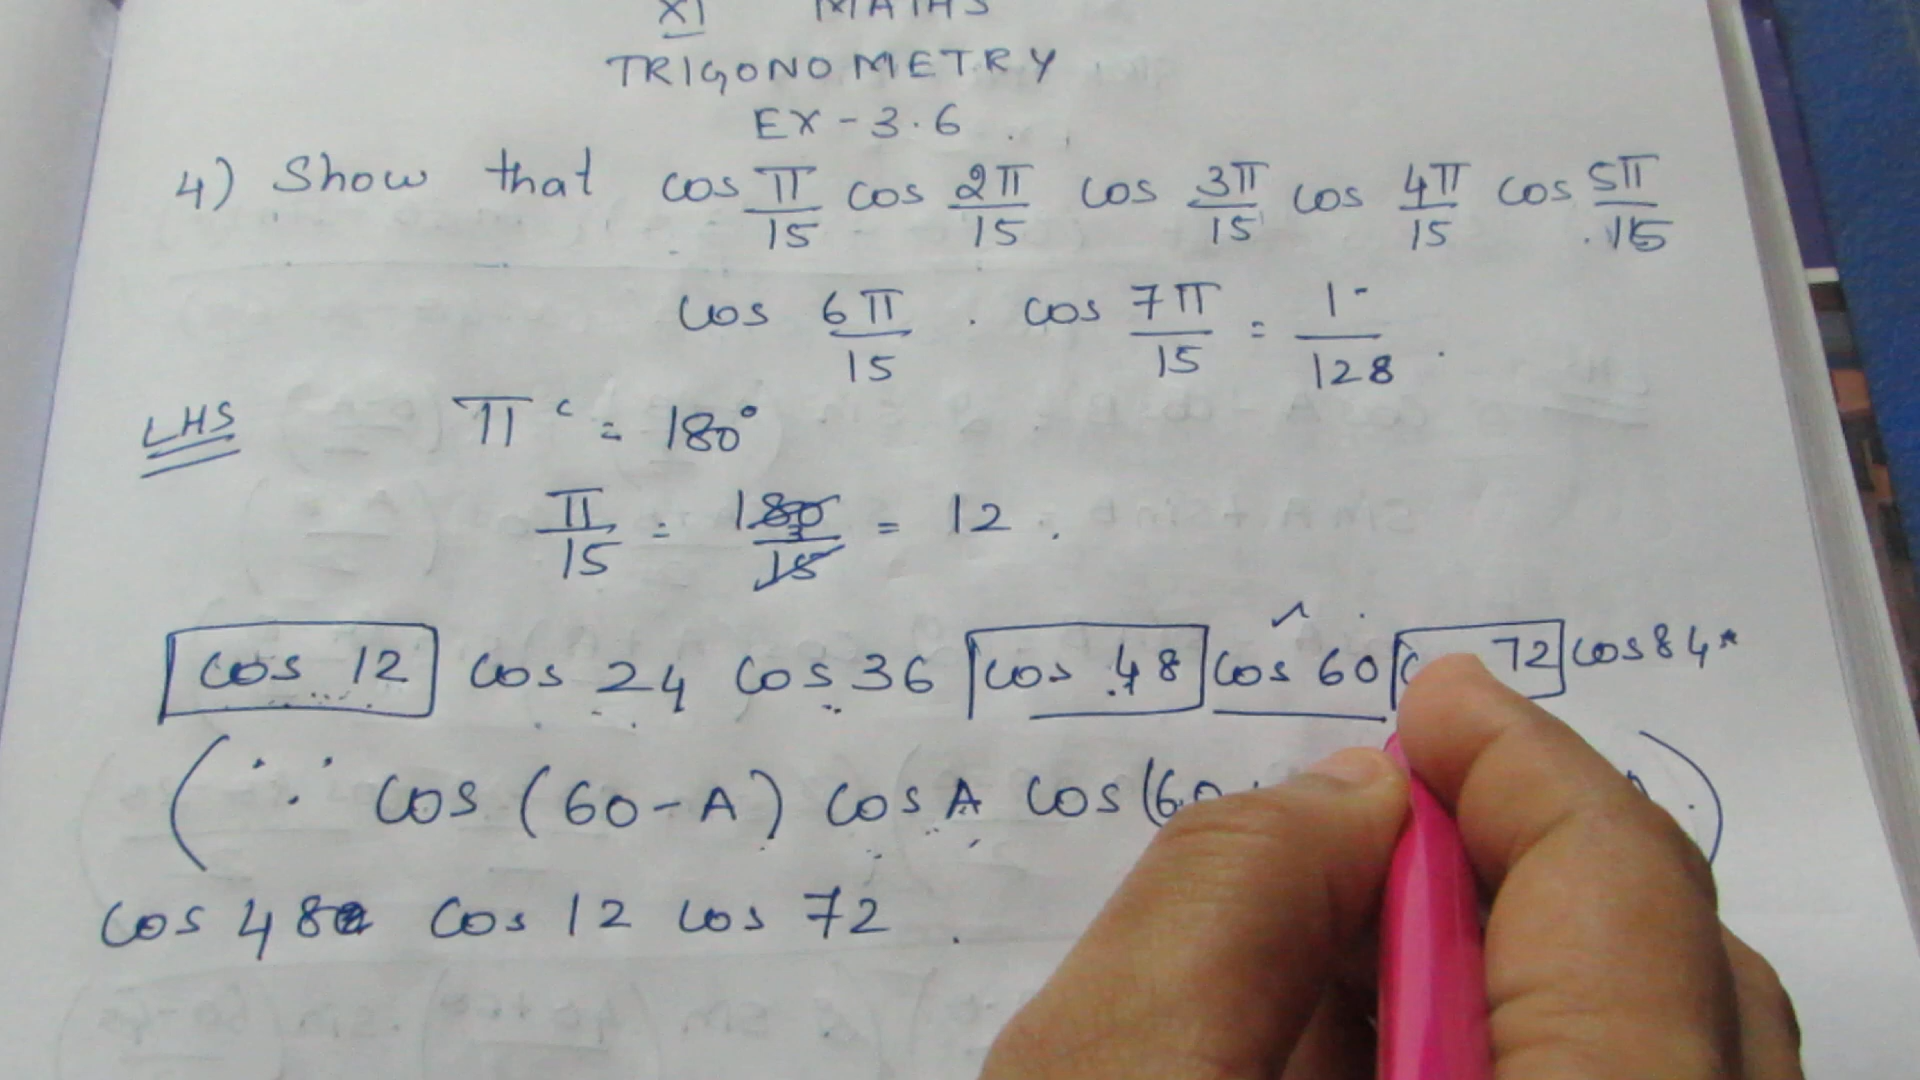 XI MATHS
TRIGONOMETRY
EX - 3.6
4) Show that cos π/15 cos 2π/15 cos 3π/15 cos 4π/15 cos 5π/15
cos 6π/15 . cos 7π/15 = 1/128 .
LHS π^c = 180°
π/15 = 180/15 = 12 .
cos 12 cos 24 cos 36 cos 48 cos 60 72 cos 84
(∵ cos (60 - A) cos A cos (60 )
cos 48 cos 12 cos 72 .